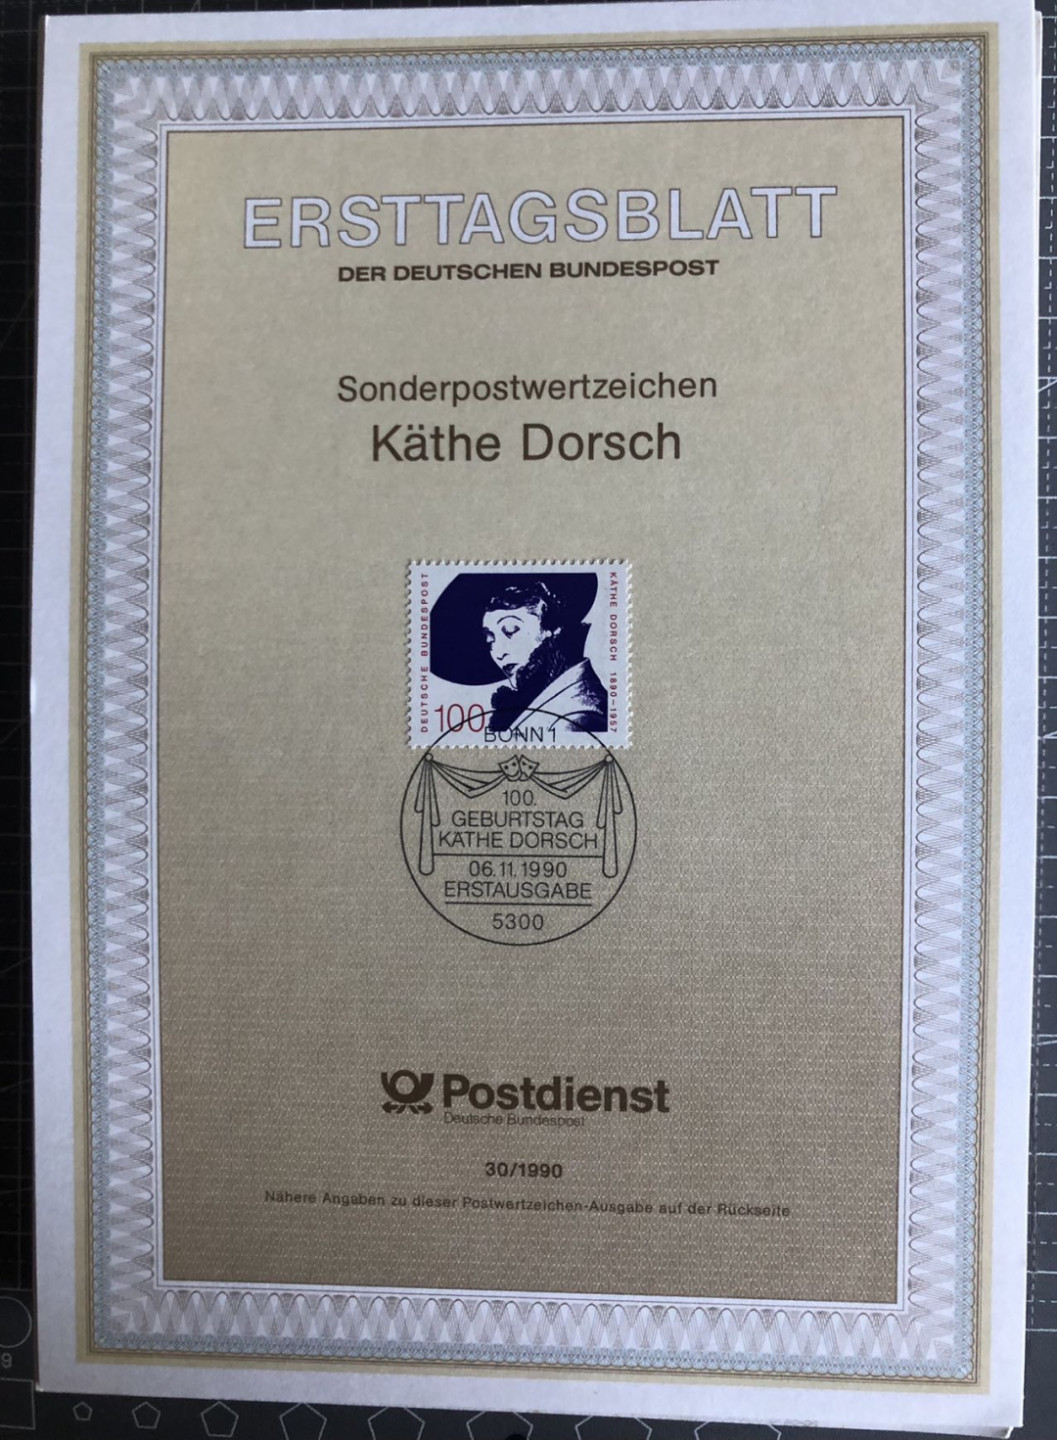 ERSTTAGSBLATT
DER DEUTSCHEN BUNDESPOST
Sonderpostwertzeichen
Käthe Dorsch
DEUTSCHE BUNDESPOST
KÄTHE DORSCH 1890–1957
100
BONN 1
100.
GEBURTSTAG
KÄTHE DORSCH
06.11.1990
ERSTAUSGABE
5300
Postdienst
Deutsche Bundespost
30/1990
Nähere Angaben zu dieser Postwertzeichen-Ausgabe auf der Rückseite
9